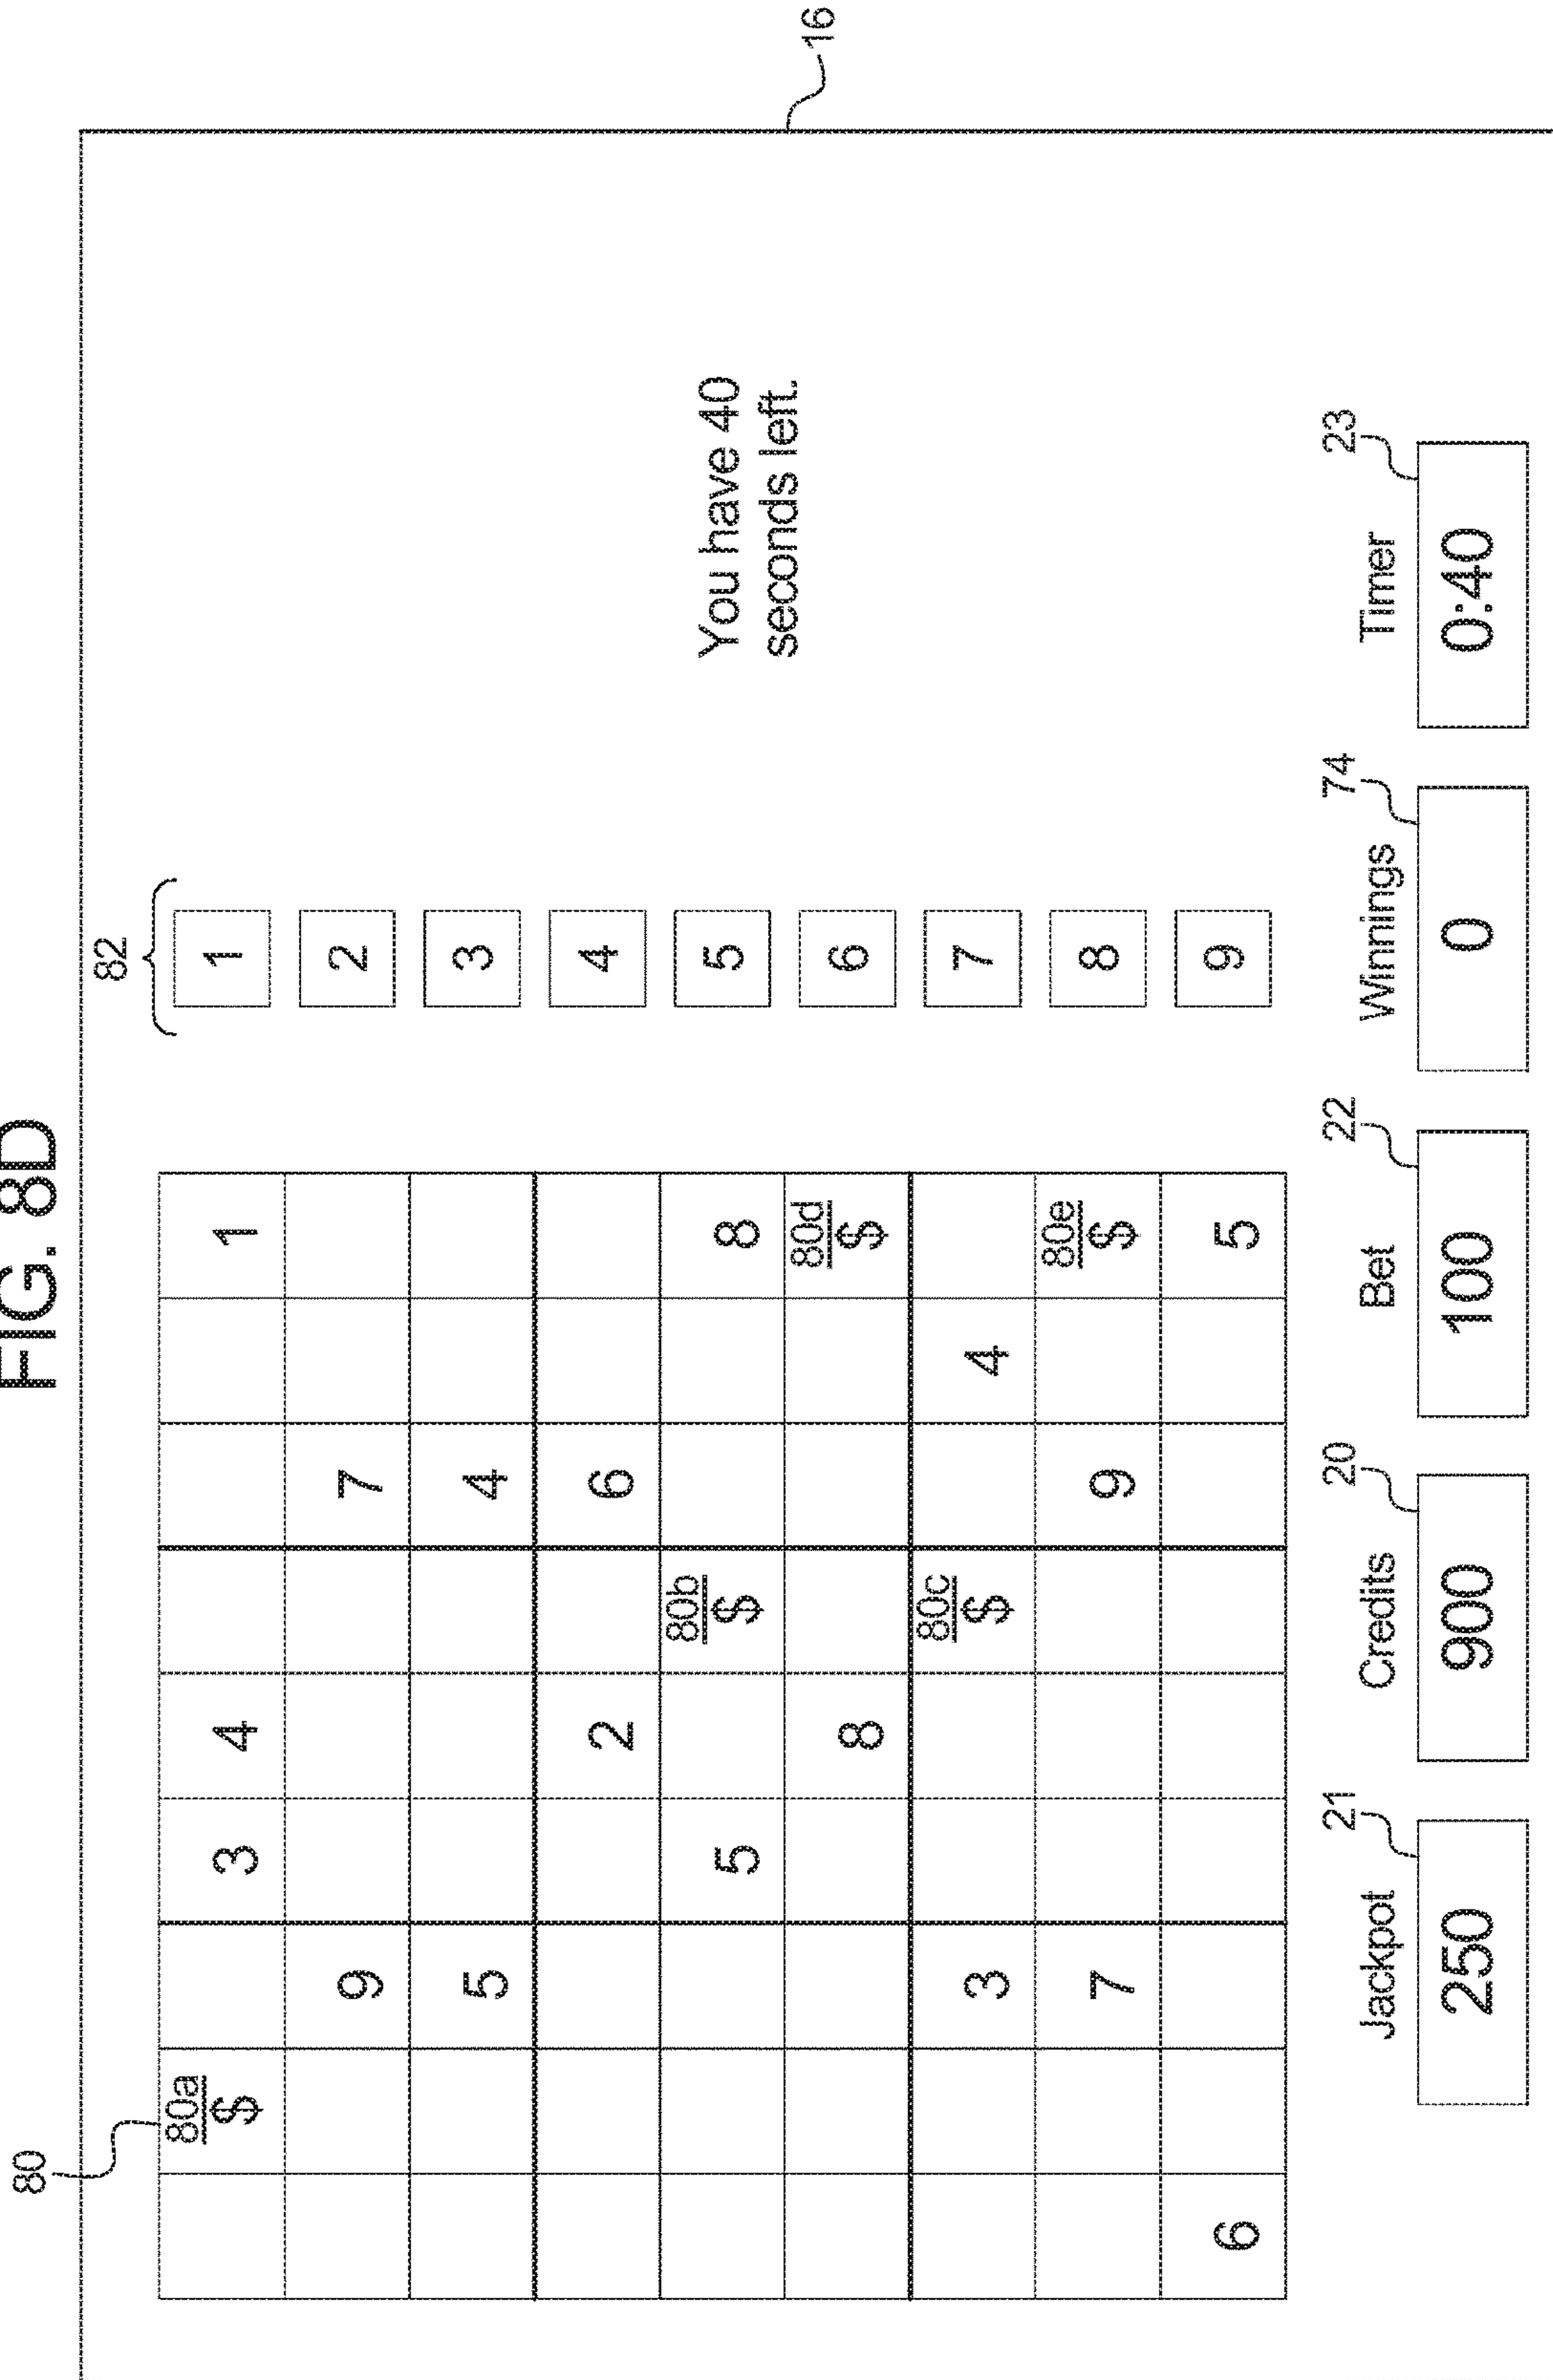 FIG. 8D
80
82
80a
$ 3 4 1 1
9 7 2
5 4 3
2 6 4
80b
5 $ 8 5
80d
8 $ 6
80c
3 $ 4 7
80e
7 9 $ 8
6 5 9
You have 40
seconds left.
16
Jackpot 21
250
Credits 20
900
Bet 22
100
Winnings 74
0
Timer 23
0:40